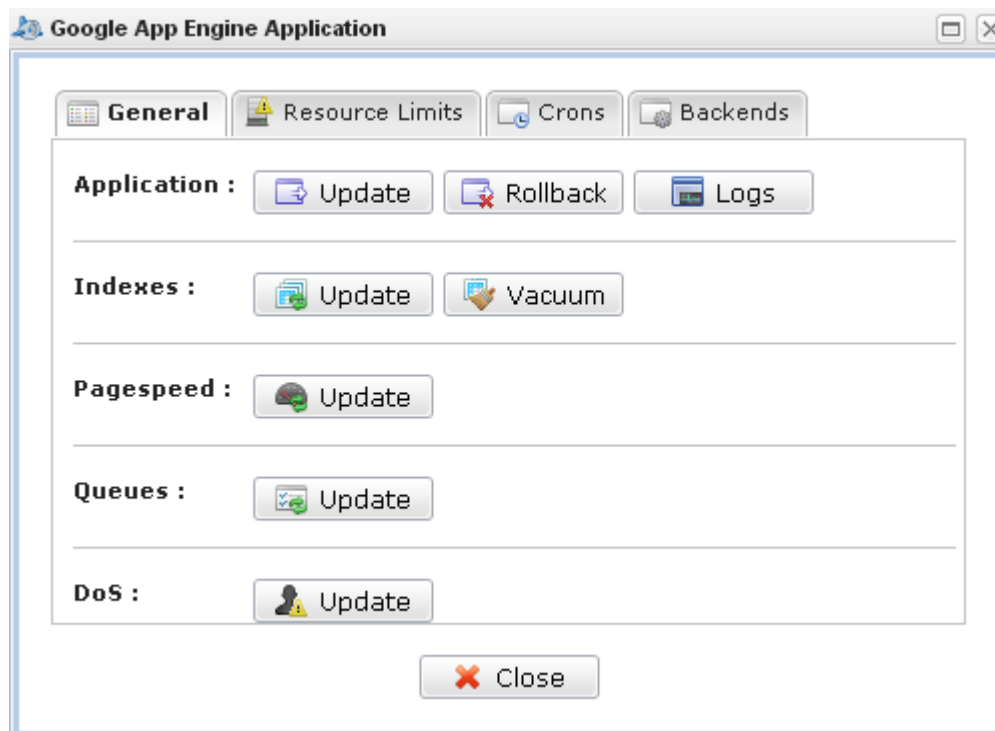 Google App Engine Application
General Resource Limits Crons Backends
Application : Update Rollback Logs
Indexes : Update Vacuum
Pagespeed : Update
Queues : Update
DoS : Update
Close